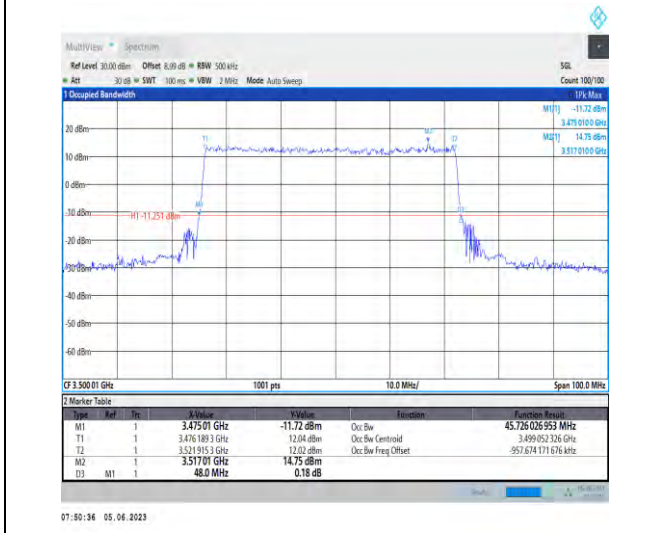 MultiView Spectrum
Ref Level 30.00 dBm Offset 8.99 dB RBW 500 kHz SGL
Att 30 dB SWT 100 ms VBW 2 MHz Mode Auto Sweep Count 100/100
1 Occupied Bandwidth 1Pk Max
M1[1] -11.72 dBm
3.475 010 0 GHz
M2[1] 14.75 dBm
3.517 010 0 GHz
20 dBm
M2
T1 T2
10 dBm
0 dBm
M1
-10 dBm
H1 -11.251 dBm
-20 dBm
-30 dBm
-40 dBm
-50 dBm
-60 dBm
CF 3.500 01 GHz 1001 pts 10.0 MHz/ Span 100.0 MHz
2 Marker Table
Type Ref Trc X-Value Y-Value Function Function Result
M1 1 3.475 01 GHz -11.72 dBm Occ Bw 45.726 026 953 MHz
T1 1 3.476 189 3 GHz 12.04 dBm Occ Bw Centroid 3.499 052 326 GHz
T2 1 3.521 915 3 GHz 12.02 dBm Occ Bw Freq Offset -957.674 171 676 kHz
M2 1 3.517 01 GHz 14.75 dBm
D3 M1 1 48.0 MHz 0.18 dB
07:50:36 05.06.2023